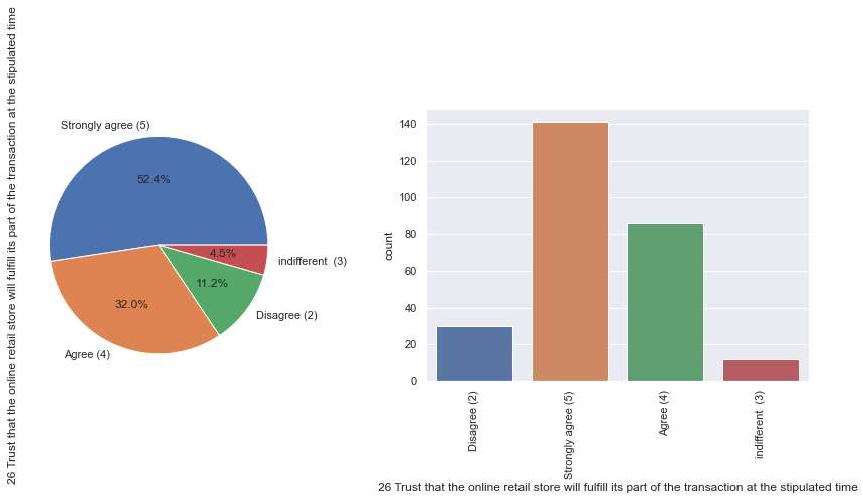 26 Trust that the online retail store will fulfill its part of the transaction at the stipulated time
Strongly agree (5)
52.4%
4.5%
indifferent  (3)
11.2%
32.0%
Disagree (2)
Agree (4)
140
120
100
80
60
40
20
0
count
Disagree (2)
Strongly agree (5)
Agree (4)
indifferent  (3)
26 Trust that the online retail store will fulfill its part of the transaction at the stipulated time